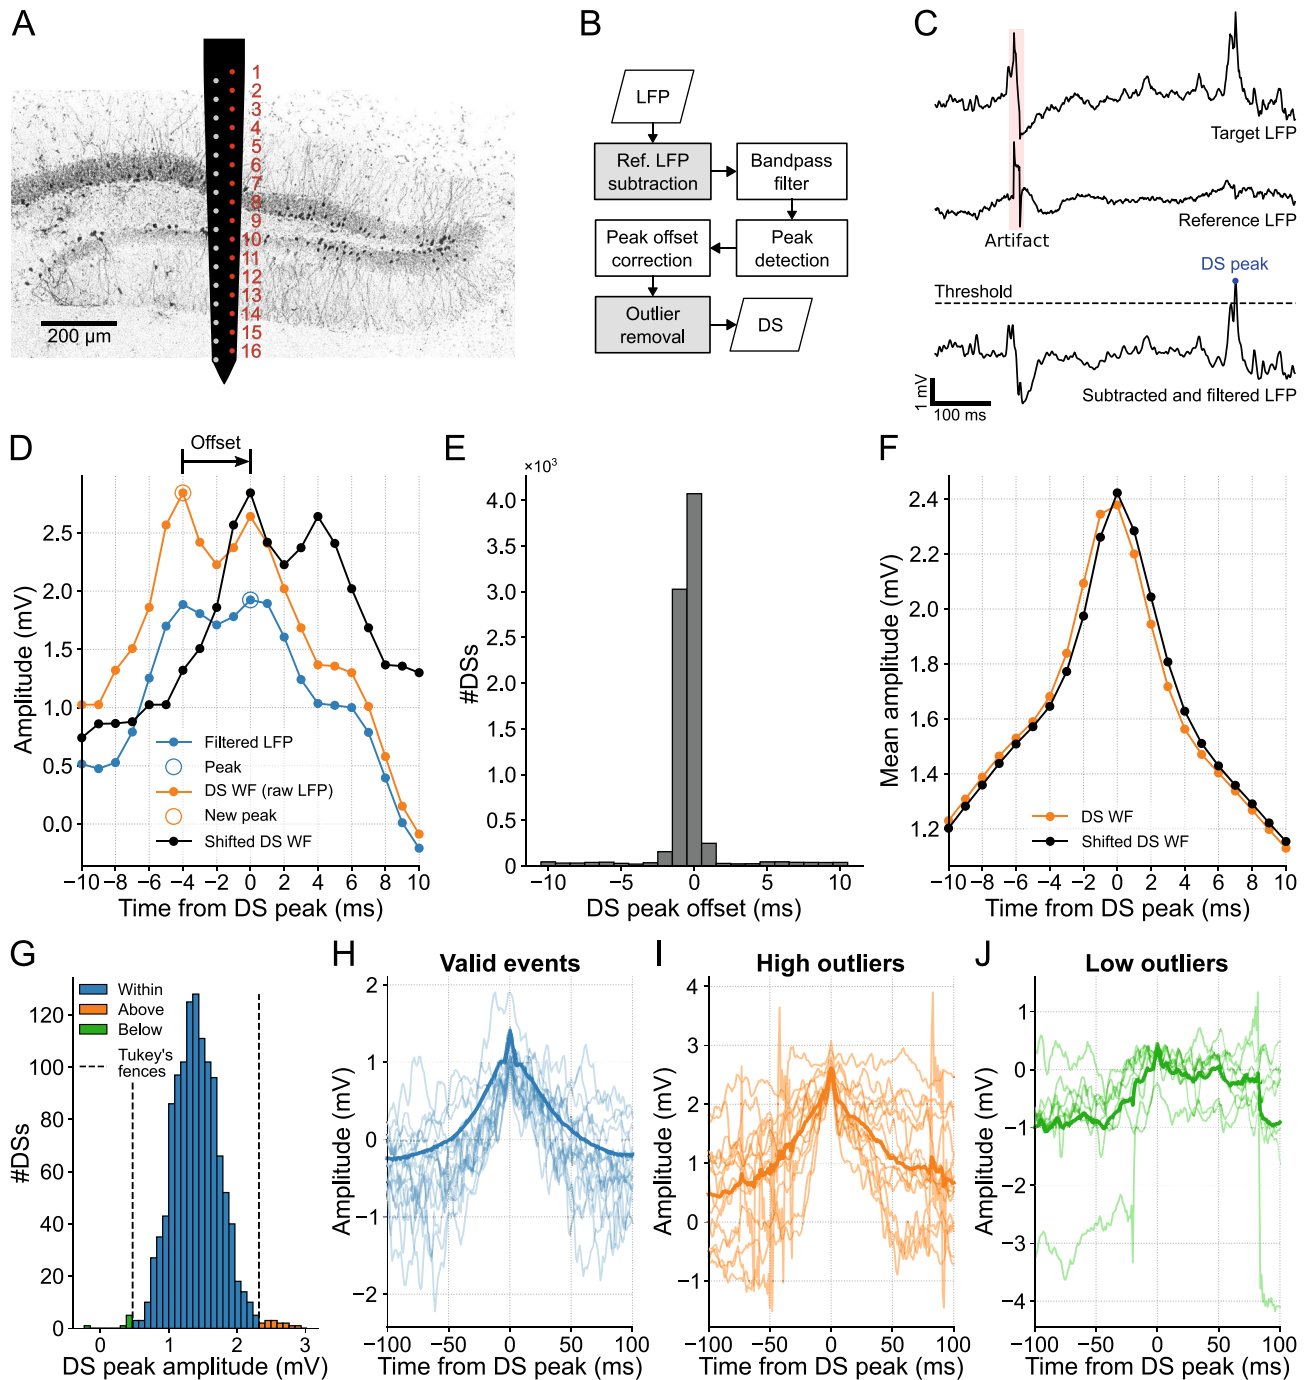 A
1
2
3
4
5
6
7
8
9
10
11
12
13
14
15
16
200 µm
B
LFP
Ref. LFP
subtraction
Bandpass
filter
Peak offset
correction
Peak
detection
Outlier
removal
DS
C
Target LFP
Reference LFP
Artifact
DS peak
Threshold
1 mV
100 ms
Subtracted and filtered LFP
D
Offset
Amplitude (mV)
2.5
2.0
1.5
1.0
0.5
0.0
Filtered LFP
Peak
DS WF (raw LFP)
New peak
Shifted DS WF
−10 −8 −6 −4 −2 0 2 4 6 8 10
Time from DS peak (ms)
E
×10³
#DSs
4.0
3.5
3.0
2.5
2.0
1.5
1.0
0.5
0
−10 −5 0 5 10
DS peak offset (ms)
F
Mean amplitude (mV)
2.4
2.2
2.0
1.8
1.6
1.4
1.2
DS WF
Shifted DS WF
−10 −8 −6 −4 −2 0 2 4 6 8 10
Time from DS peak (ms)
G
Within
Above
Below
Tukey's
fences
#DSs
120
100
80
60
40
20
0
0 1 2 3
DS peak amplitude (mV)
H
Valid events
Amplitude (mV)
2
1
0
−1
−2
−100 −50 0 50 100
Time from DS peak (ms)
I
High outliers
Amplitude (mV)
4
3
2
1
0
−1
−100 −50 0 50 100
Time from DS peak (ms)
J
Low outliers
Amplitude (mV)
1
0
−1
−2
−3
−4
−100 −50 0 50 100
Time from DS peak (ms)